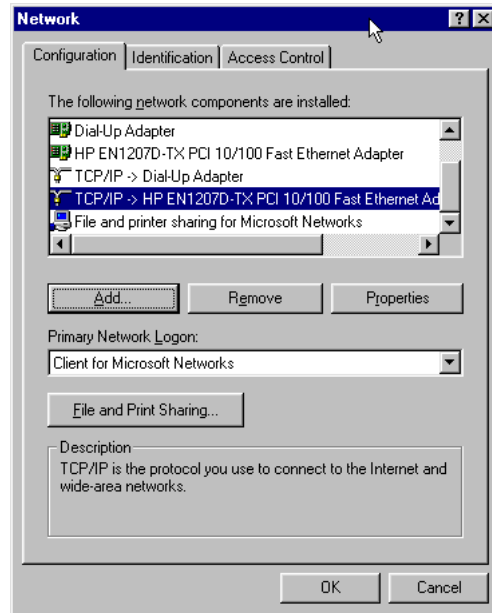 Network
Configuration Identification Access Control
The following network components are installed:
Dial-Up Adapter
HP EN1207D-TX PCI 10/100 Fast Ethernet Adapter
TCP/IP -> Dial-Up Adapter
TCP/IP -> HP EN1207D-TX PCI 10/100 Fast Ethernet Ad
File and printer sharing for Microsoft Networks
Add... Remove Properties
Primary Network Logon:
Client for Microsoft Networks
File and Print Sharing...
Description
TCP/IP is the protocol you use to connect to the Internet and
wide-area networks.
OK Cancel